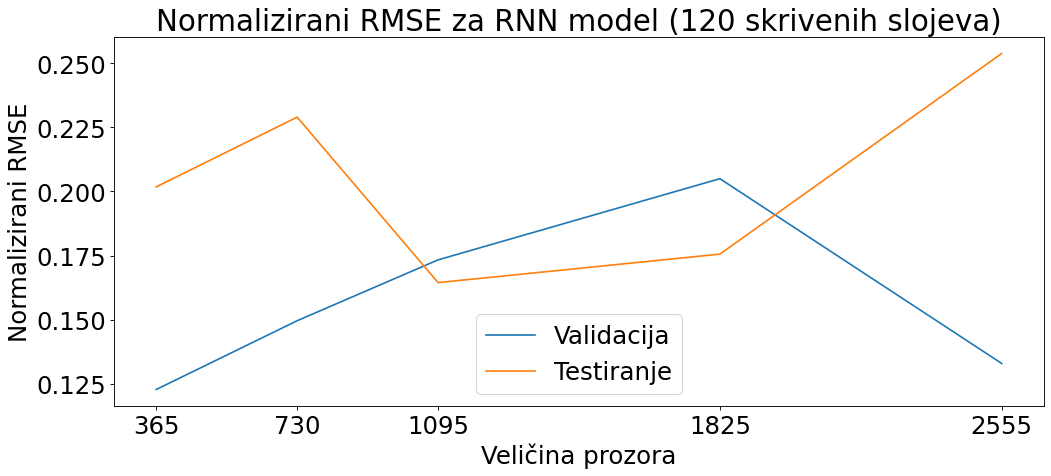 Normalizirani RMSE za RNN model (120 skrivenih slojeva)
Normalizirani RMSE
0.250
0.225
0.200
0.175
0.150
0.125
Validacija
Testiranje
365 730 1095 1825 2555
Veličina prozora